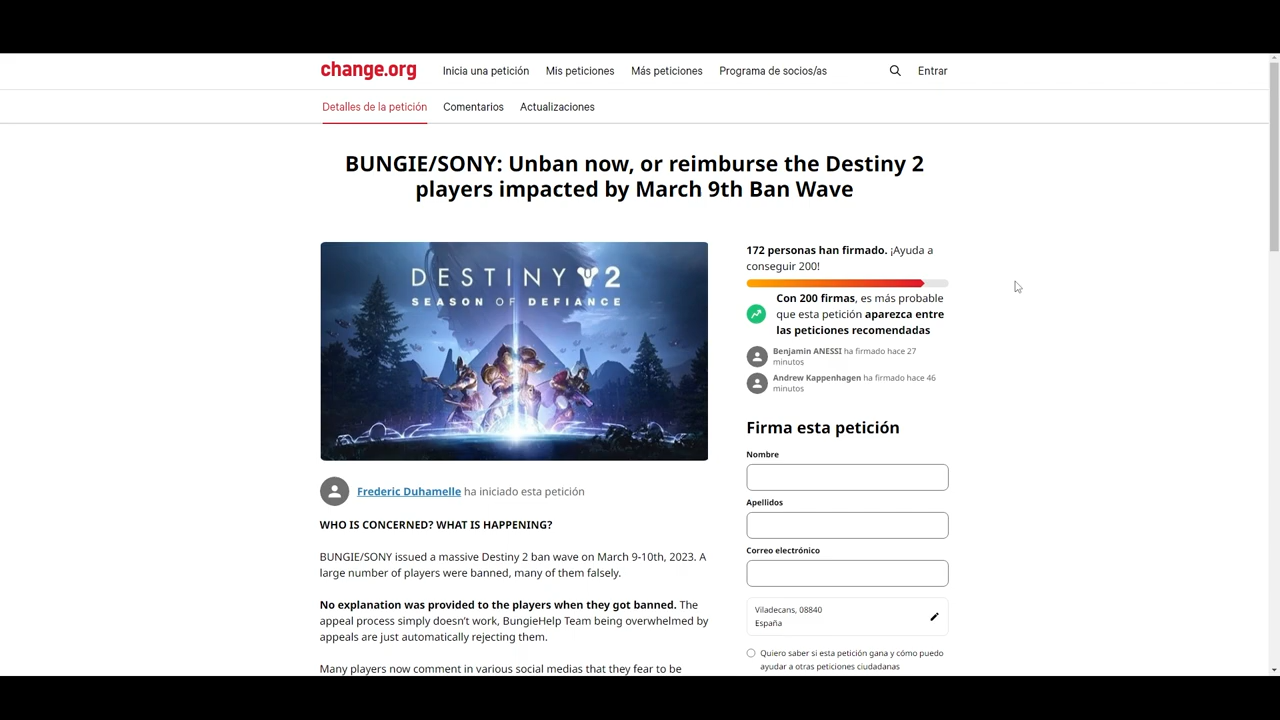 change.org
Inicia una petición
Mis peticiones
Más peticiones
Programa de socios/as
Entrar
Detalles de la petición
Comentarios
Actualizaciones
BUNGIE/SONY: Unban now, or reimburse the Destiny 2
players impacted by March 9th Ban Wave
DESTINY 2
SEASON OF DEFIANCE
Frederic Duhamelle ha iniciado esta petición
WHO IS CONCERNED? WHAT IS HAPPENING?
BUNGIE/SONY issued a massive Destiny 2 ban wave on March 9-10th, 2023. A
large number of players were banned, many of them falsely.
No explanation was provided to the players when they got banned. The
appeal process simply doesn't work, BungieHelp Team being overwhelmed by
appeals are just automatically rejecting them.
Many players now comment in various social medias that they fear to be
172 personas han firmado. ¡Ayuda a
conseguir 200!
Con 200 firmas, es más probable
que esta petición aparezca entre
las peticiones recomendadas
Benjamin ANESSI ha firmado hace 27
minutos
Andrew Kappenhagen ha firmado hace 46
minutos
Firma esta petición
Nombre
Apellidos
Correo electrónico
Viladecans, 08840
España
Quiero saber si esta petición gana y cómo puedo
ayudar a otras peticiones ciudadanas